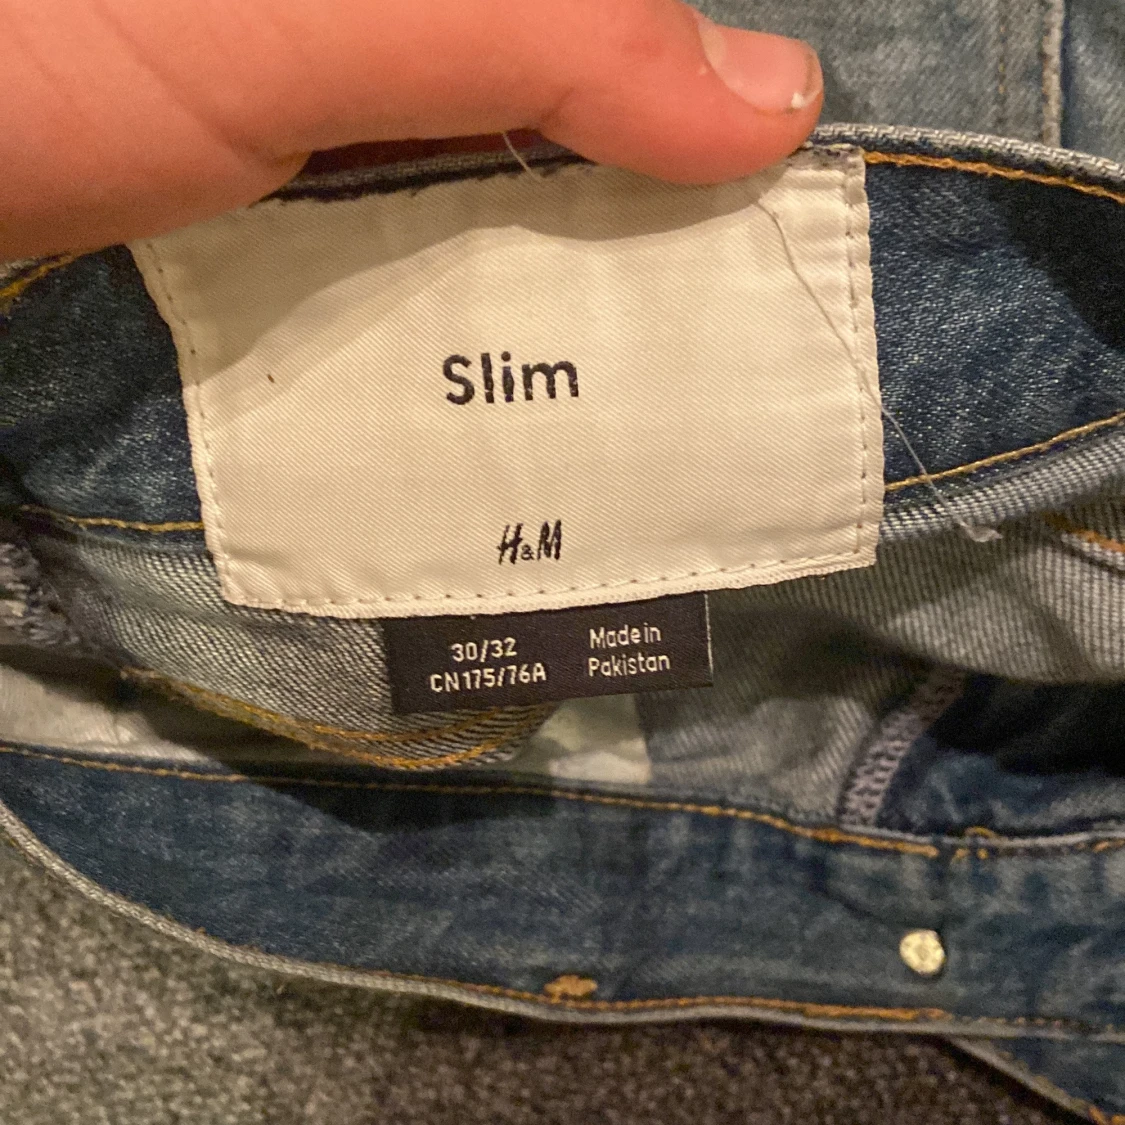 Slim
H&M
30/32
CN175/76A
Made in
Pakistan